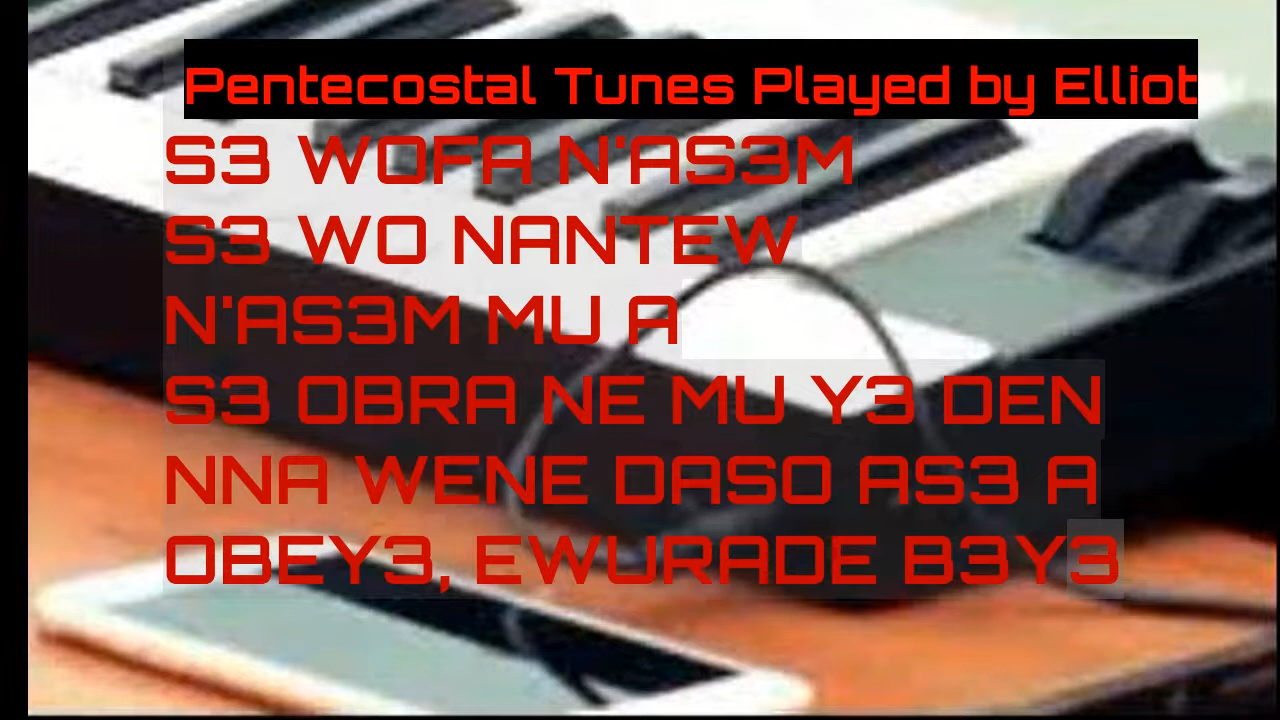 Pentecostal Tunes Played by Elliot
S3 WOFA N'AS3M
S3 WO NANTEW
N'AS3M MU A
S3 OBRA NE MU Y3 DEN
NNA WENE DASO AS3 A
OBEY3, EWURADE B3Y3